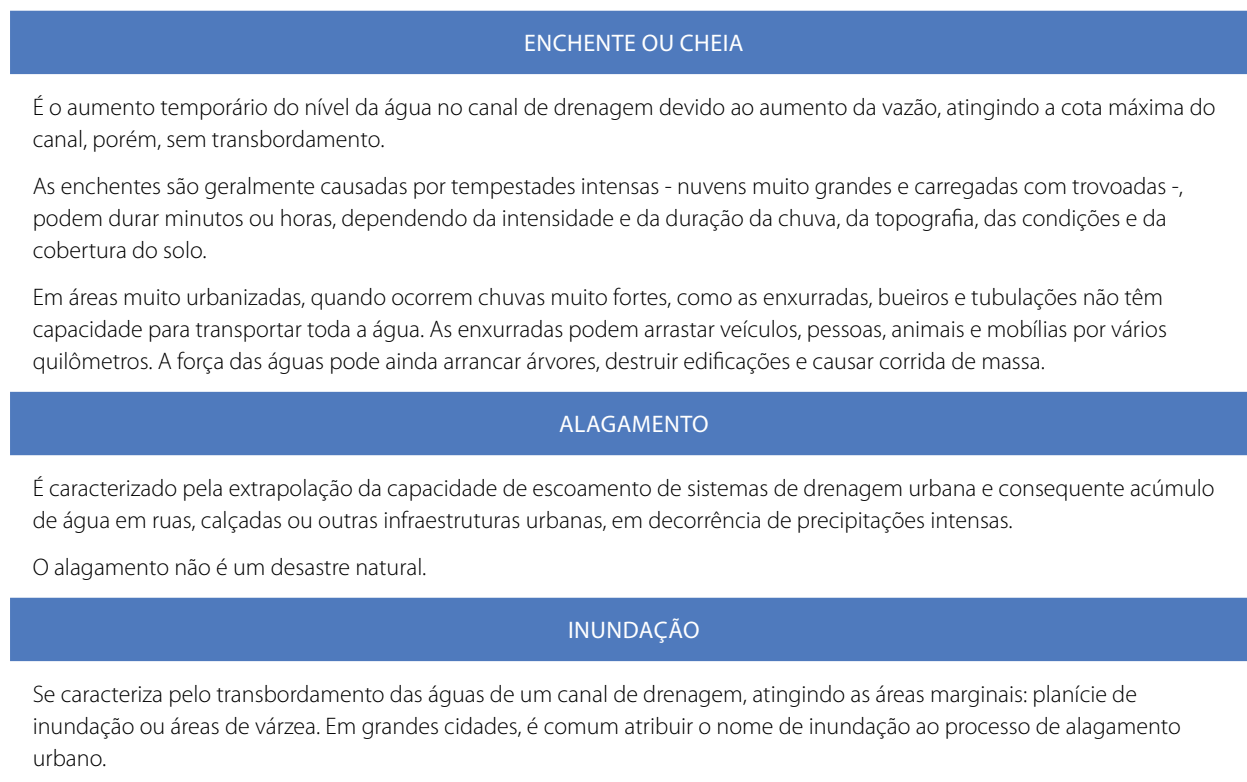 ENCHENTE OU CHEIA
É o aumento temporário do nível da água no canal de drenagem devido ao aumento da vazão, atingindo a cota máxima do
canal, porém, sem transbordamento.
As enchentes são geralmente causadas por tempestades intensas - nuvens muito grandes e carregadas com trovoadas -,
podem durar minutos ou horas, dependendo da intensidade e da duração da chuva, da topografia, das condições e da
cobertura do solo.
Em áreas muito urbanizadas, quando ocorrem chuvas muito fortes, como as enxurradas, bueiros e tubulações não têm
capacidade para transportar toda a água. As enxurradas podem arrastar veículos, pessoas, animais e mobílias por vários
quilômetros. A força das águas pode ainda arrancar árvores, destruir edificações e causar corrida de massa.
ALAGAMENTO
É caracterizado pela extrapolação da capacidade de escoamento de sistemas de drenagem urbana e consequente acúmulo
de água em ruas, calçadas ou outras infraestruturas urbanas, em decorrência de precipitações intensas.
O alagamento não é um desastre natural.
INUNDAÇÃO
Se caracteriza pelo transbordamento das águas de um canal de drenagem, atingindo as áreas marginais: planície de
inundação ou áreas de várzea. Em grandes cidades, é comum atribuir o nome de inundação ao processo de alagamento
urbano.